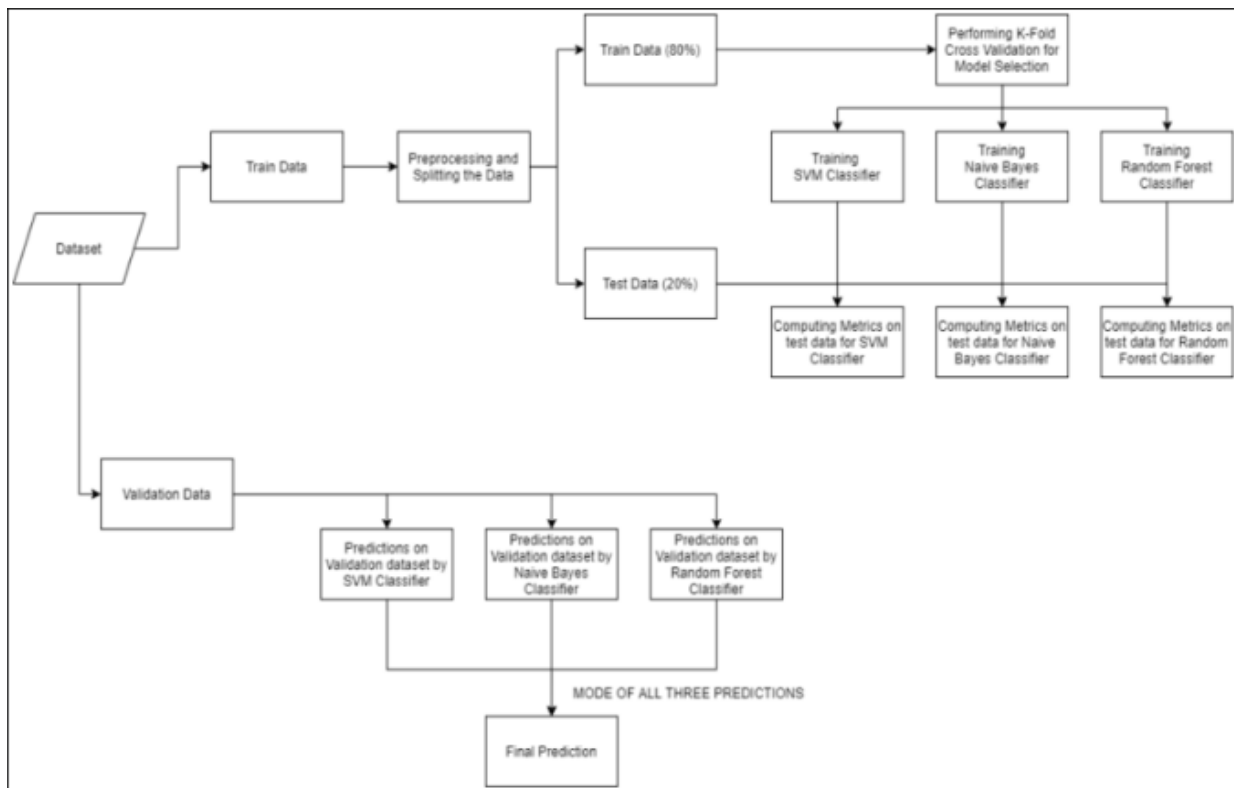 Dataset
Train Data
Preprocessing and
Splitting the Data
Train Data (80%)
Performing K-Fold
Cross Validation for
Model Selection
Training
SVM Classifier
Training
Naive Bayes
Classifier
Training
Random Forest
Classifier
Test Data (20%)
Computing Metrics on
test data for SVM
Classifier
Computing Metrics on
test data for Naive
Bayes Classifier
Computing Metrics on
test data for Random
Forest Classifier
Validation Data
Predictions on
Validation dataset by
SVM Classifier
Predictions on
Validation dataset by
Naive Bayes
Classifier
Predictions on
Validation dataset by
Random Forest
Classifier
MODE OF ALL THREE PREDICTIONS
Final Prediction